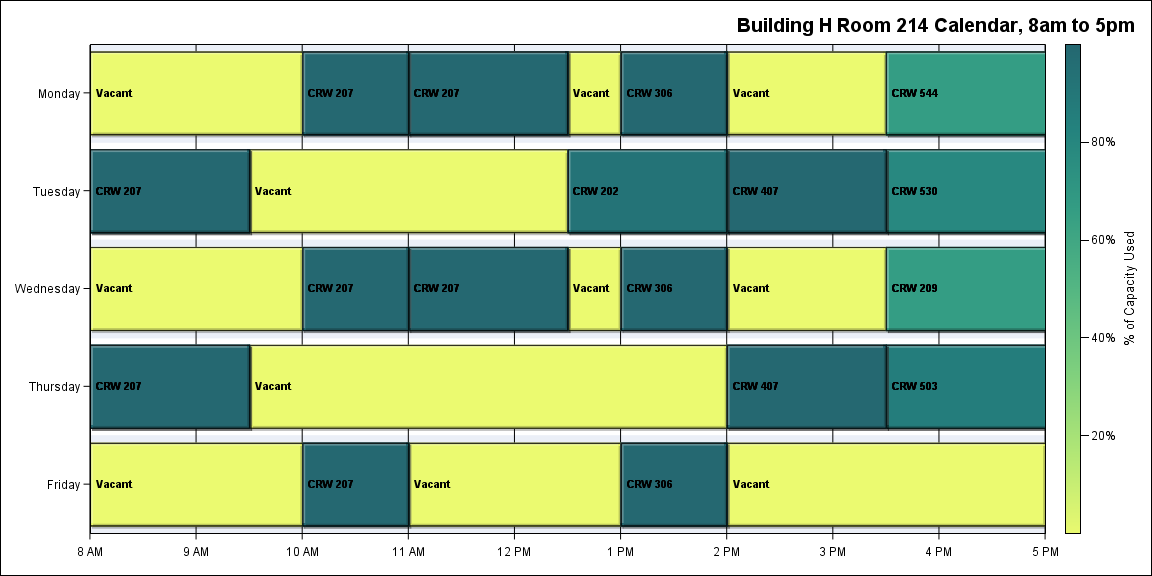 Building H Room 214 Calendar, 8am to 5pm
Monday
Vacant
CRW 207
CRW 207
Vacant
CRW 306
Vacant
CRW 544
Tuesday
CRW 207
Vacant
CRW 202
CRW 407
CRW 530
Wednesday
Vacant
CRW 207
CRW 207
Vacant
CRW 306
Vacant
CRW 209
Thursday
CRW 207
Vacant
CRW 407
CRW 503
Friday
Vacant
CRW 207
Vacant
CRW 306
Vacant
8 AM
9 AM
10 AM
11 AM
12 PM
1 PM
2 PM
3 PM
4 PM
5 PM
80%
60%
40%
20%
% of Capacity Used